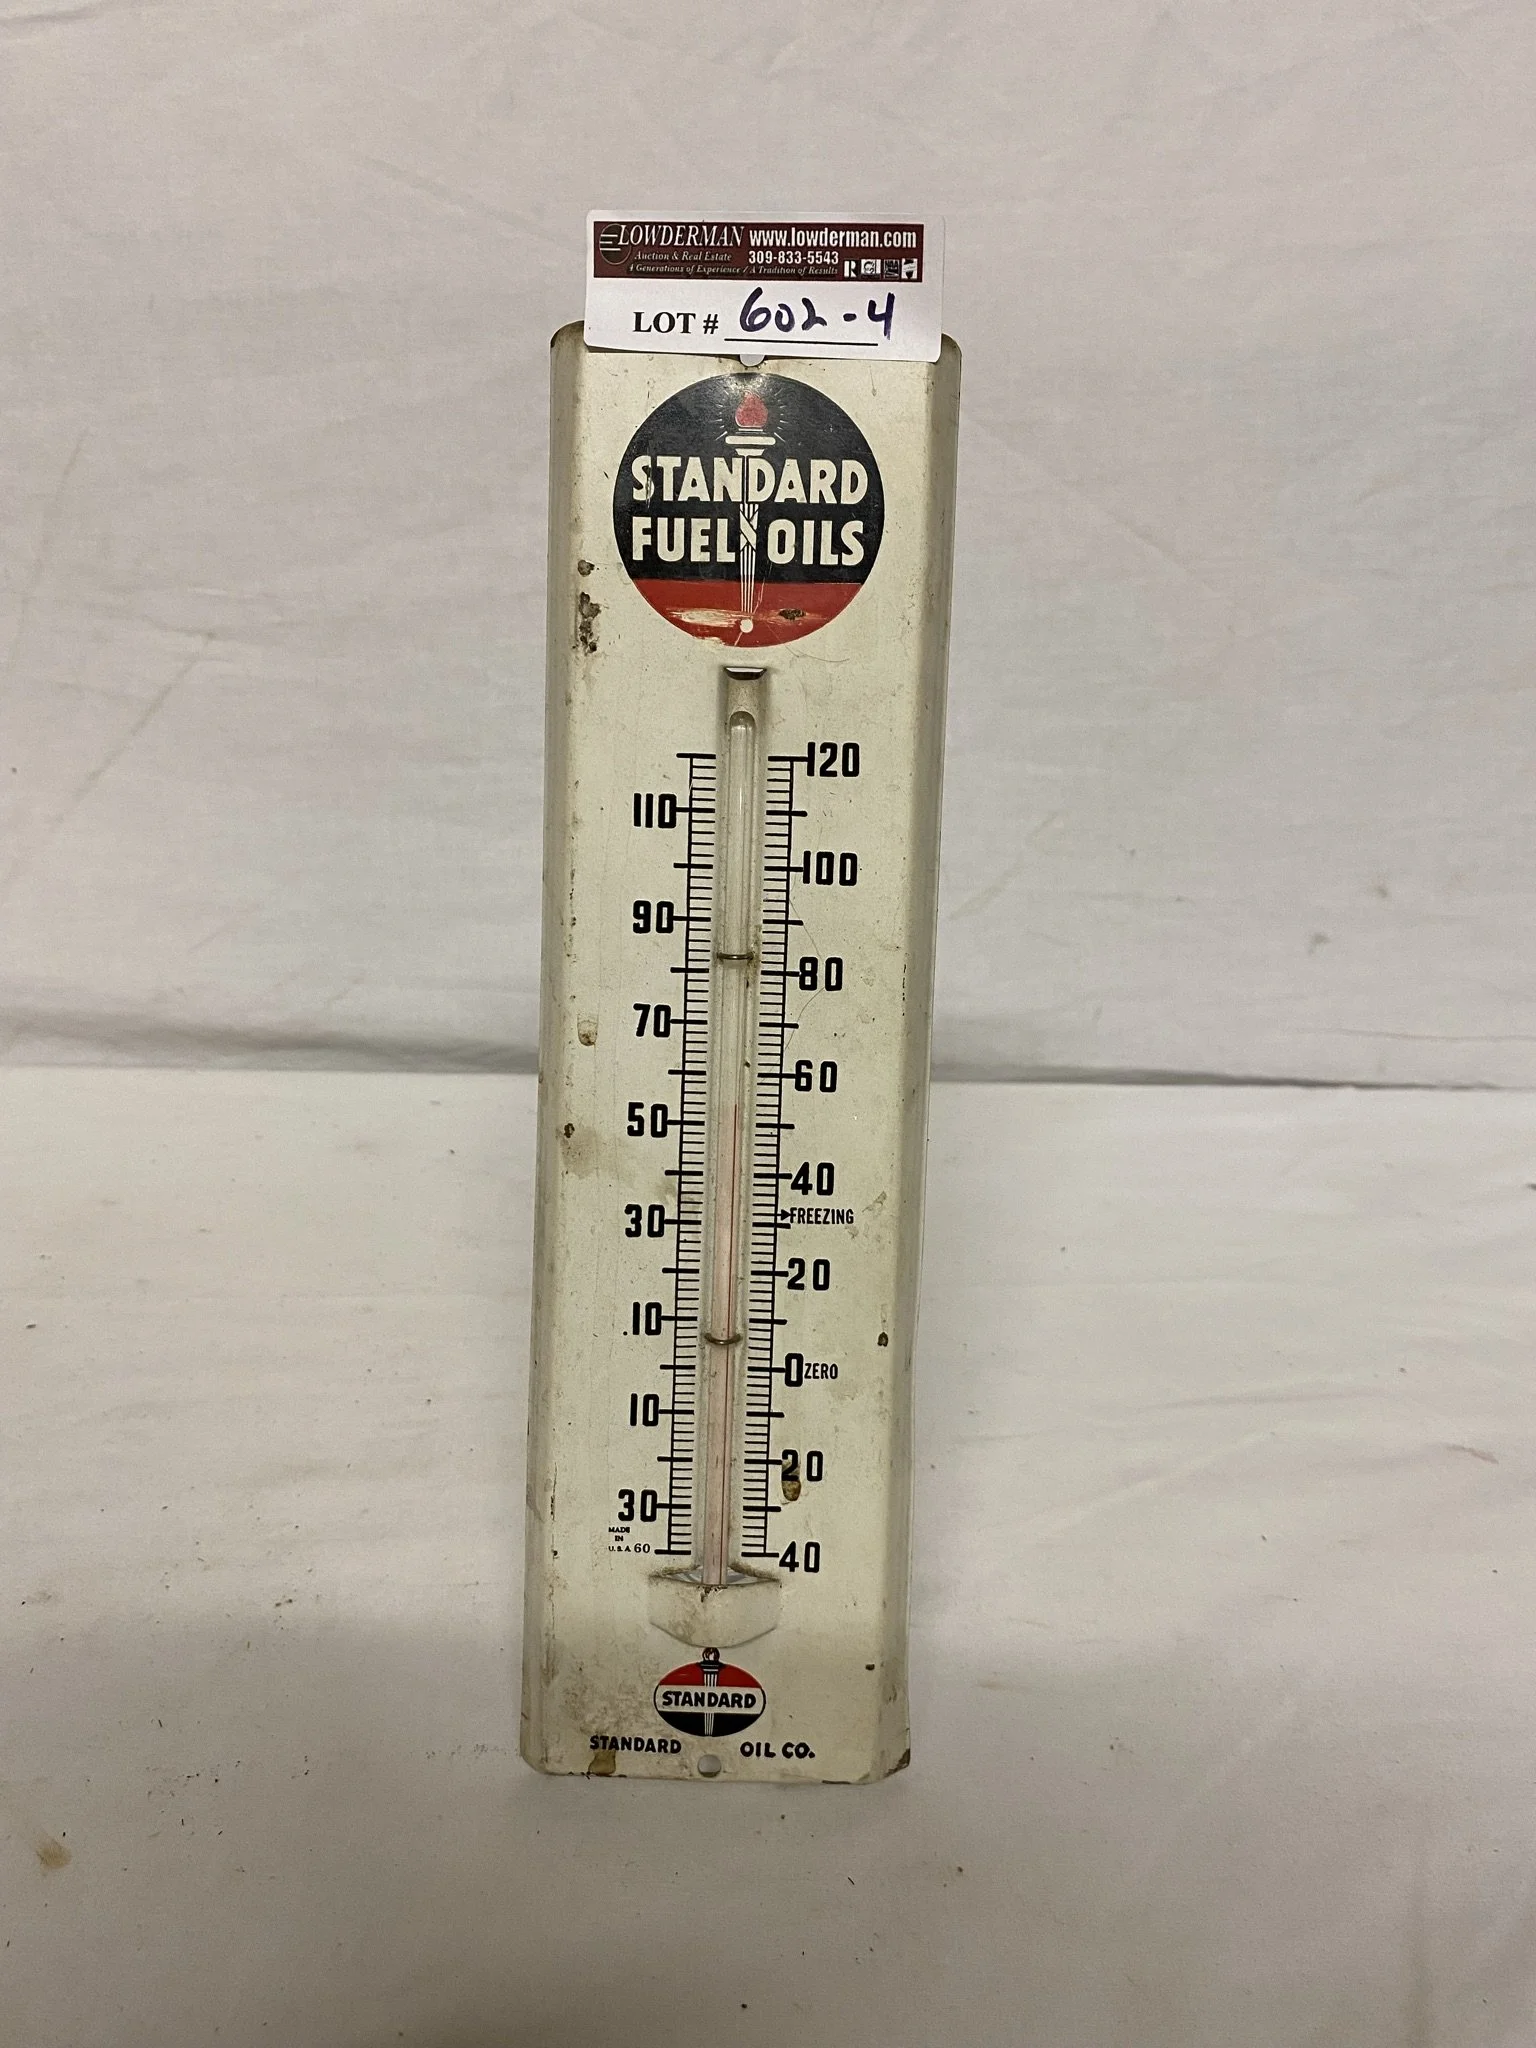 LOWDERMAN www.lowderman.com
Auction & Real Estate 309-833-5543
4 Generations of Experience / A Tradition of Results
LOT # 602-4
STANDARD
FUEL OILS
120
110
100
90
80
70
60
50
40
FREEZING
30
20
10
0 ZERO
10
20
30
MADE
IN
U.S.A 60
40
STANDARD
STANDARD OIL CO.